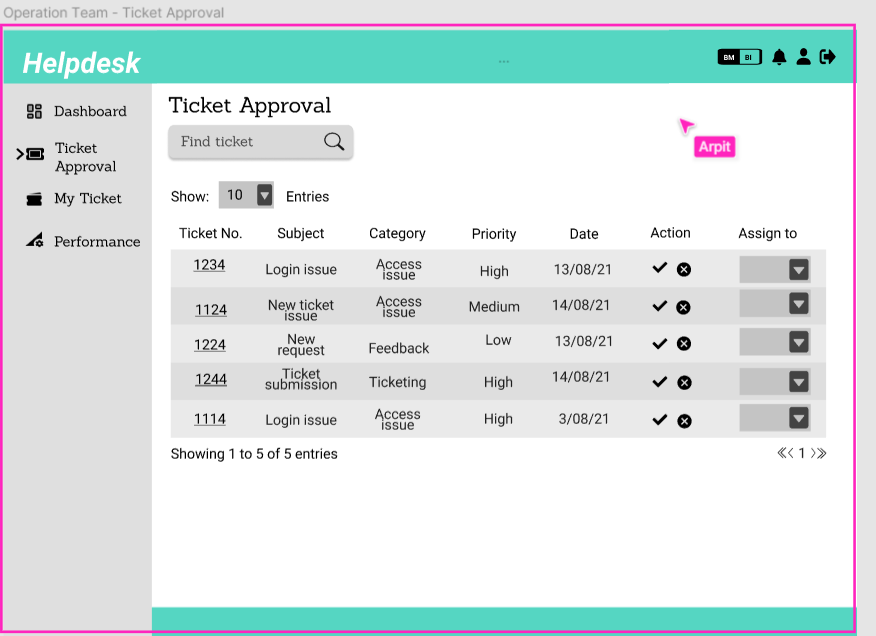 Operation Team - Ticket Approval
Helpdesk
...
BM BI
Dashboard
Ticket
Approval
My Ticket
Performance
Ticket Approval
Arpit
Find ticket
Show: 10 Entries
Ticket No. Subject Category Priority Date Action Assign to
1234 Login issue Access issue High 13/08/21
1124 New ticket issue Access issue Medium 14/08/21
1224 New request Feedback Low 13/08/21
1244 Ticket submission Ticketing High 14/08/21
1114 Login issue Access issue High 3/08/21
Showing 1 to 5 of 5 entries
1